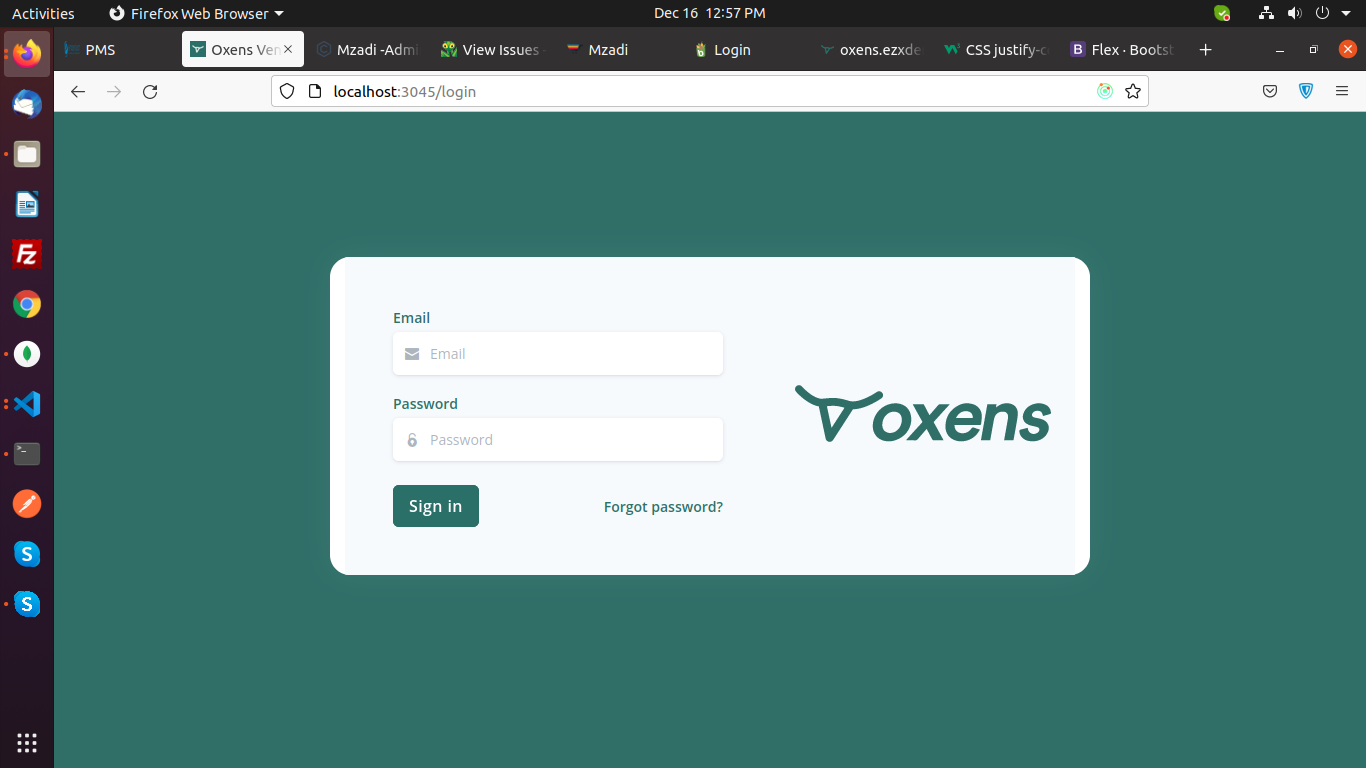 Activities Firefox Web Browser Dec 16 12:57 PM
PMS Oxens Ven Mzadi -Admi View Issues - Mzadi Login oxens.ezxde CSS justify-c Flex · Bootst
localhost:3045/login
Email
Email
Password
Password
Sign in Forgot password?
oxens